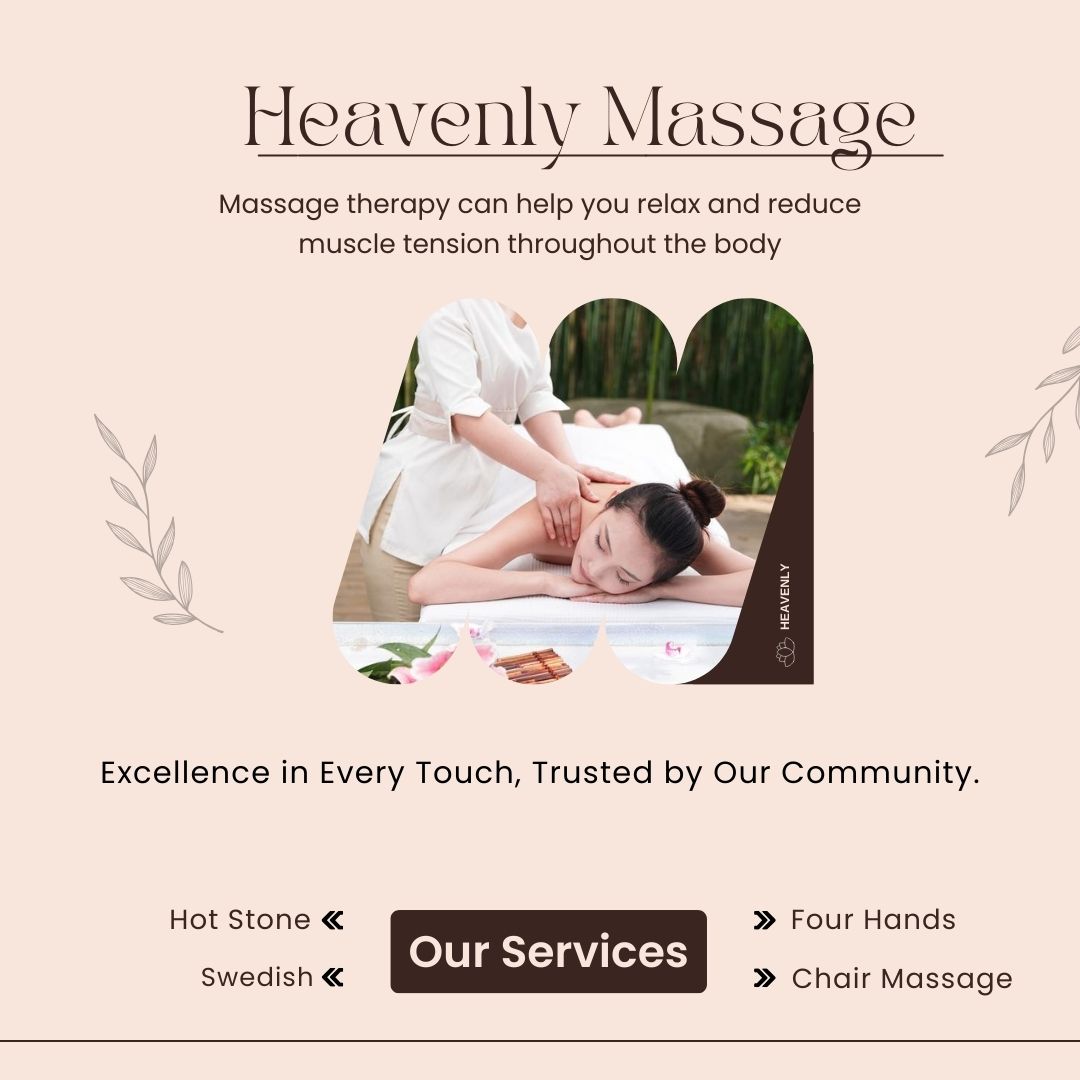 Heavenly Massage
Massage therapy can help you relax and reduce
muscle tension throughout the body
HEAVENLY
Excellence in Every Touch, Trusted by Our Community.
Hot Stone
Swedish
Our Services
Four Hands
Chair Massage